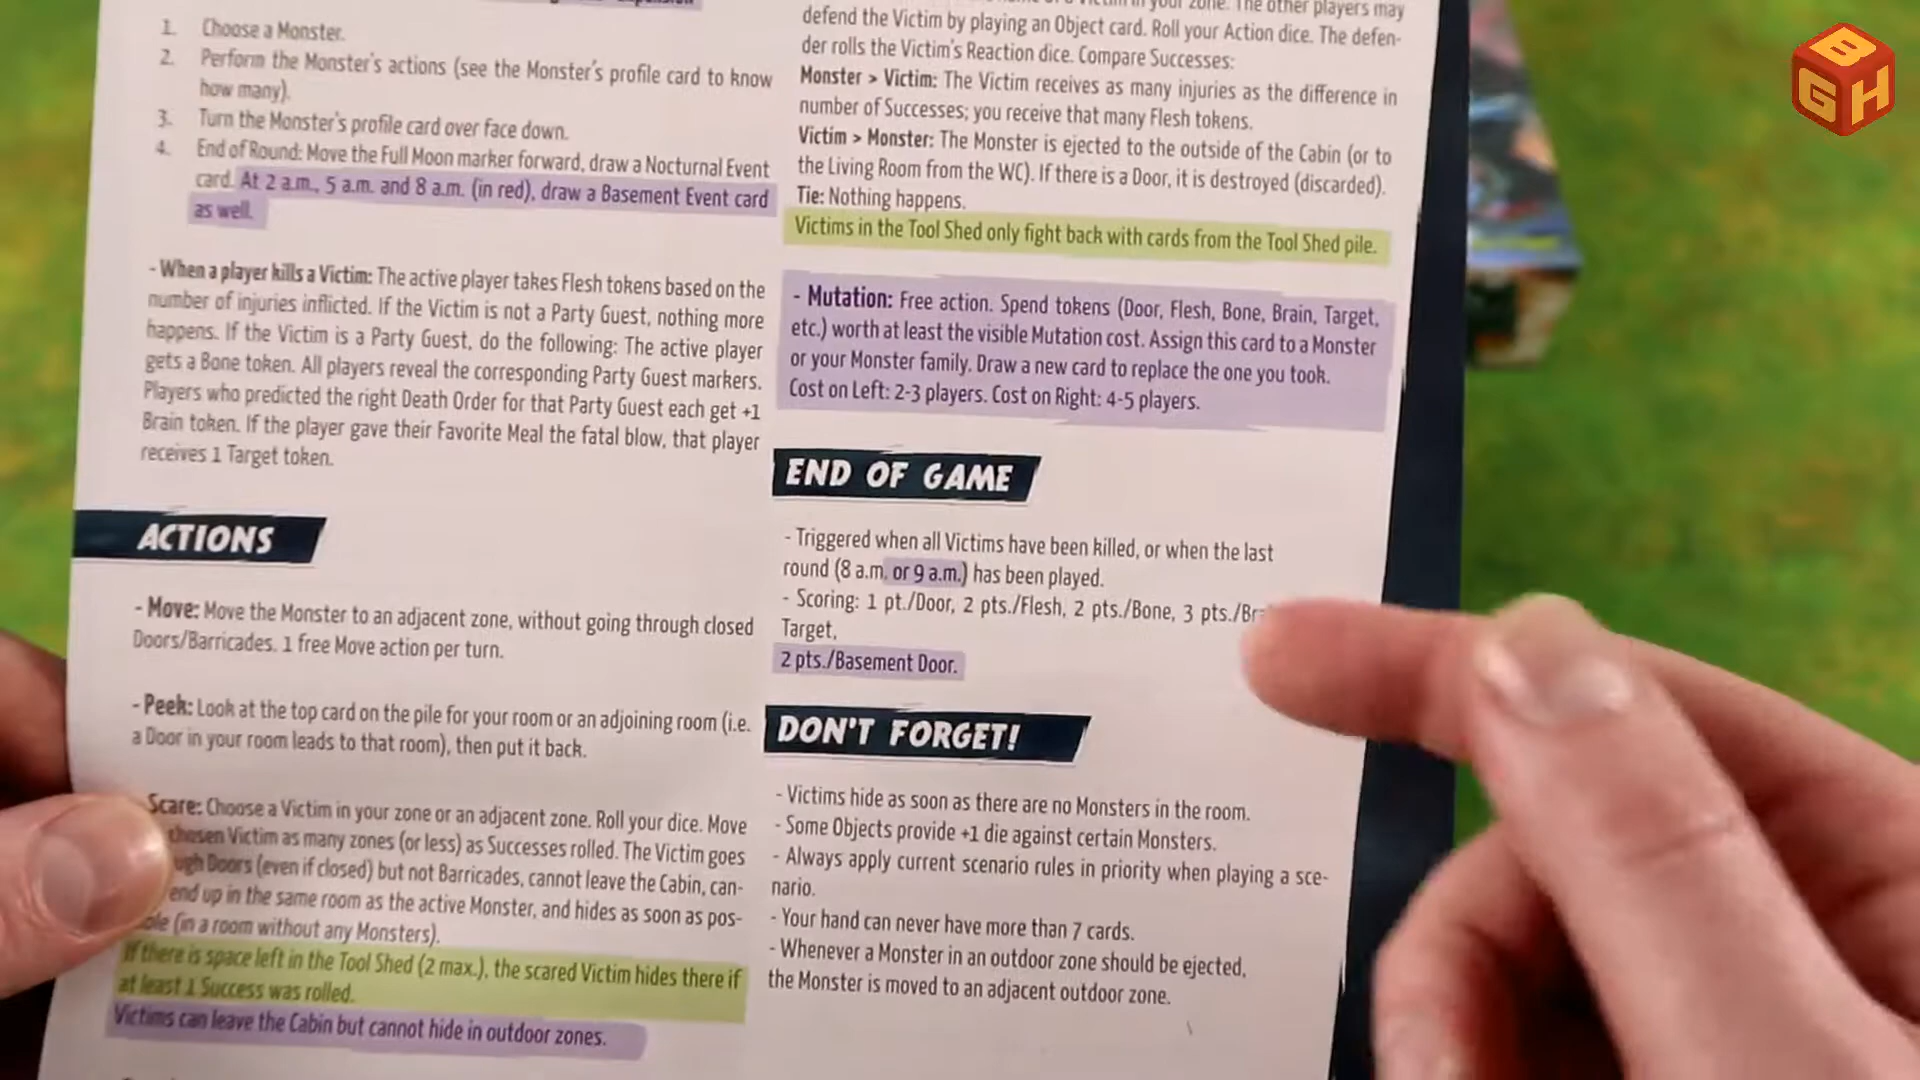 Expansion
1. Choose a Monster.
2. Perform the Monster's actions (see the Monster's profile card to know
how many).
3. Turn the Monster's profile card over face down.
4. End of Round: Move the Full Moon marker forward, draw a Nocturnal Event
card. At 2 a.m., 5 a.m. and 8 a.m. (in red), draw a Basement Event card
as well.
- When a player kills a Victim: The active player takes Flesh tokens based on the
number of injuries inflicted. If the Victim is not a Party Guest, nothing more
happens. If the Victim is a Party Guest, do the following: The active player
gets a Bone token. All players reveal the corresponding Party Guest markers.
Players who predicted the right Death Order for that Party Guest each get +1
Brain token. If the player gave their Favorite Meal the fatal blow, that player
receives 1 Target token.
ACTIONS
- Move: Move the Monster to an adjacent zone, without going through closed
Doors/Barricades. 1 free Move action per turn.
- Peek: Look at the top card on the pile for your room or an adjoining room (i.e.
a Door in your room leads to that room), then put it back.
Scare: Choose a Victim in your zone or an adjacent zone. Roll your dice. Move
chosen Victim as many zones (or less) as Successes rolled. The Victim goes
Doors (even if closed) but not Barricades, cannot leave the Cabin, can-
end up in the same room as the active Monster, and hides as soon as pos-
(in a room without any Monsters).
If there is space left in the Tool Shed (2 max.), the scared Victim hides there if
at least 1 Success was rolled.
Victims can leave the Cabin but cannot hide in outdoor zones.
in your zone. The other players may
defend the Victim by playing an Object card. Roll your Action dice. The defen-
der rolls the Victim's Reaction dice. Compare Successes:
Monster > Victim: The Victim receives as many injuries as the difference in
number of Successes; you receive that many Flesh tokens.
Victim > Monster: The Monster is ejected to the outside of the Cabin (or to
the Living Room from the WC). If there is a Door, it is destroyed (discarded).
Tie: Nothing happens.
Victims in the Tool Shed only fight back with cards from the Tool Shed pile.
- Mutation: Free action. Spend tokens (Door, Flesh, Bone, Brain, Target,
etc.) worth at least the visible Mutation cost. Assign this card to a Monster
or your Monster family. Draw a new card to replace the one you took.
Cost on Left: 2-3 players. Cost on Right: 4-5 players.
END OF GAME
- Triggered when all Victims have been killed, or when the last
round (8 a.m. or 9 a.m.) has been played.
- Scoring: 1 pt./Door, 2 pts./Flesh, 2 pts./Bone, 3 pts./
Target,
2 pts./Basement Door.
DON'T FORGET!
- Victims hide as soon as there are no Monsters in the room.
- Some Objects provide +1 die against certain Monsters.
- Always apply current scenario rules in priority when playing a sce-
nario.
- Your hand can never have more than 7 cards.
- Whenever a Monster in an outdoor zone should be ejected,
the Monster is moved to an adjacent outdoor zone.
BGH